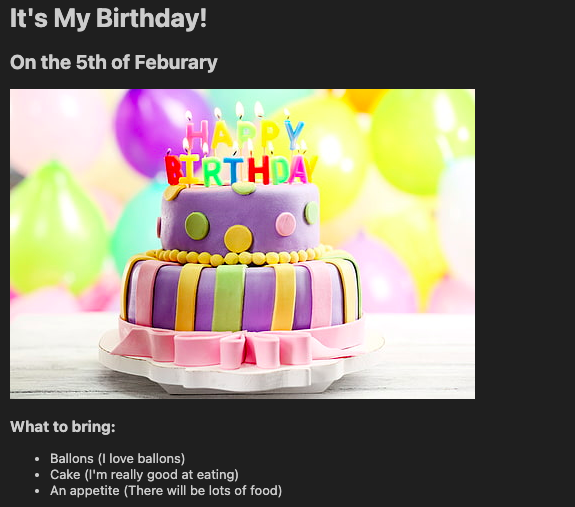 It's My Birthday!
On the 5th of Feburary
HAPPY
BIRTHDAY
What to bring:
Ballons (I love ballons)
Cake (I'm really good at eating)
An appetite (There will be lots of food)